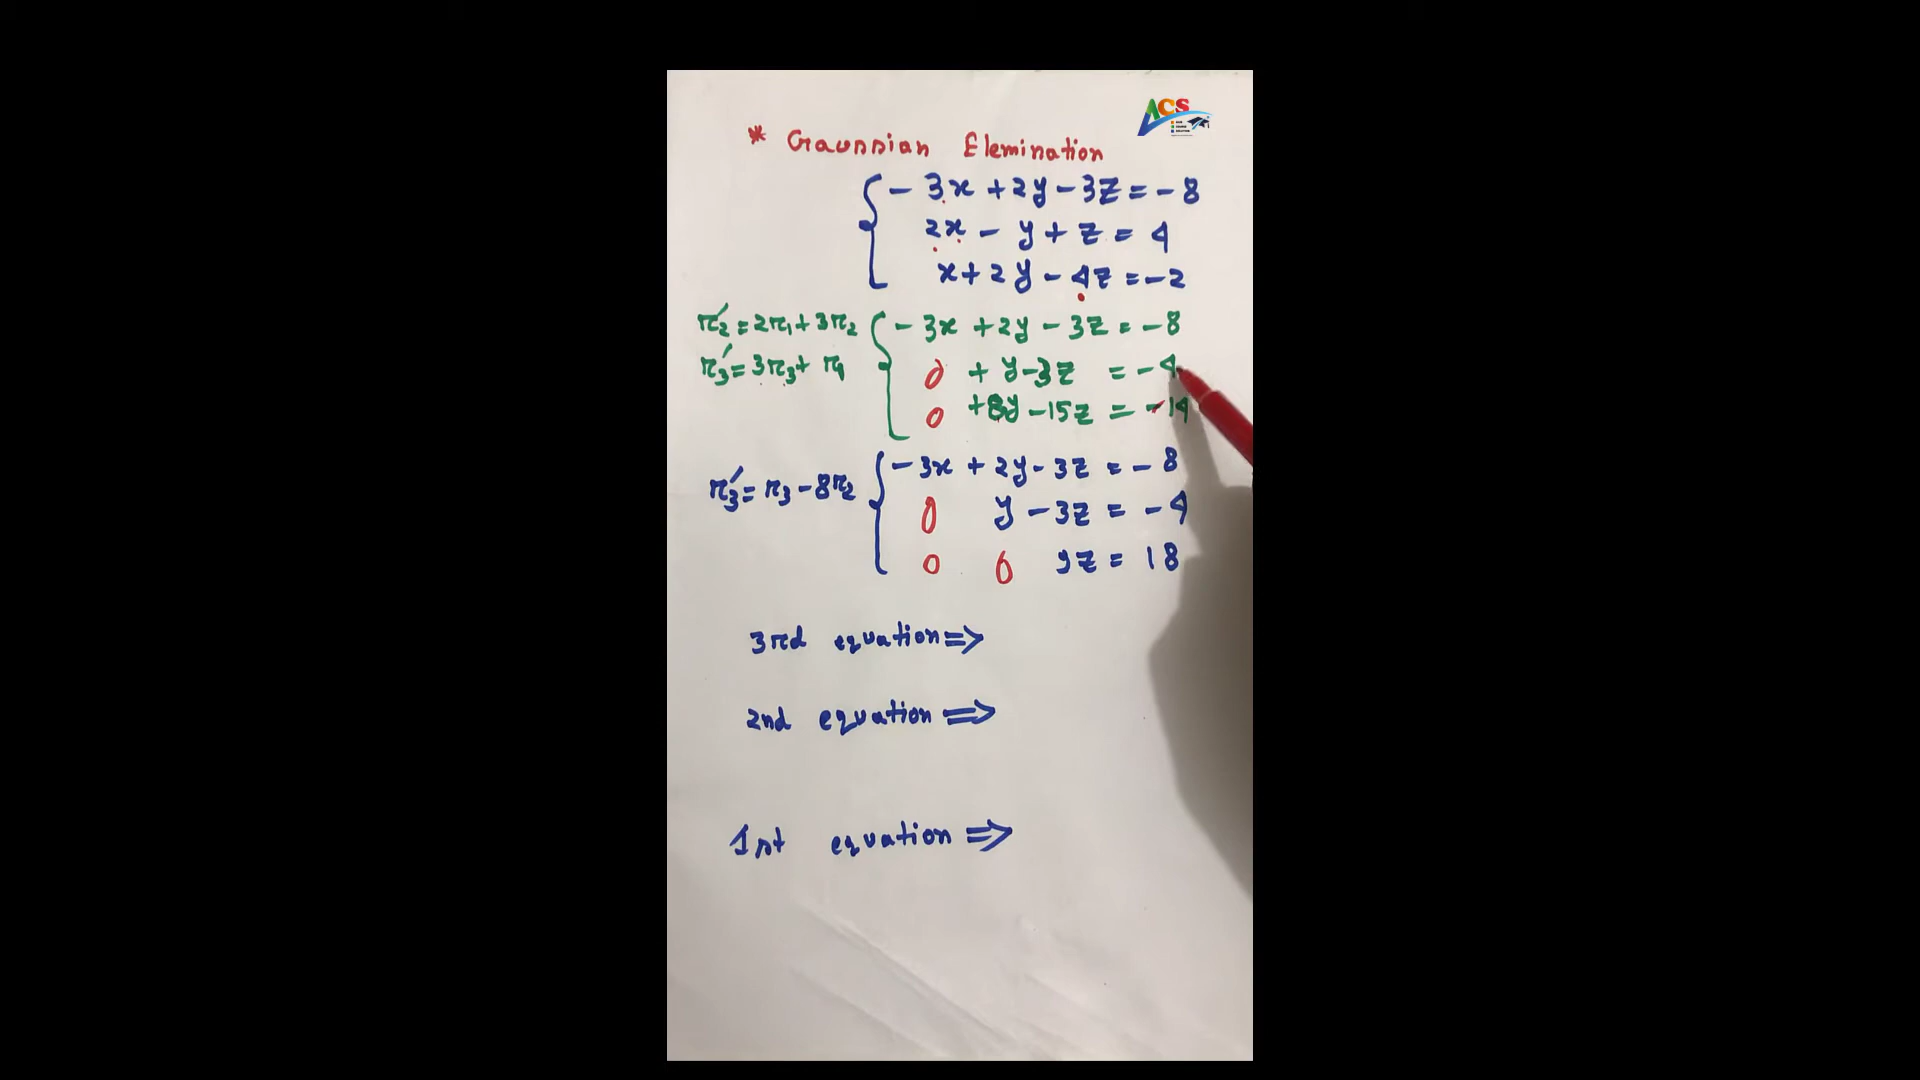 ACS
* Gaussian Elemination
- 3x + 2y - 3z = - 8
2x - y + z = 4
x + 2y - 4z = - 2
r₂′ = 2r₁ + 3r₂
- 3x + 2y - 3z = - 8
r₃′ = 3r₃ + r₁
0 + y - 3z = - 4
0 + 8y - 15z = - 14
- 3x + 2y - 3z = - 8
r₃′ = r₃ - 8r₂
0 y - 3z = - 4
0 0 9z = 18
3rd equation ⇒
2nd equation ⇒
1st equation ⇒